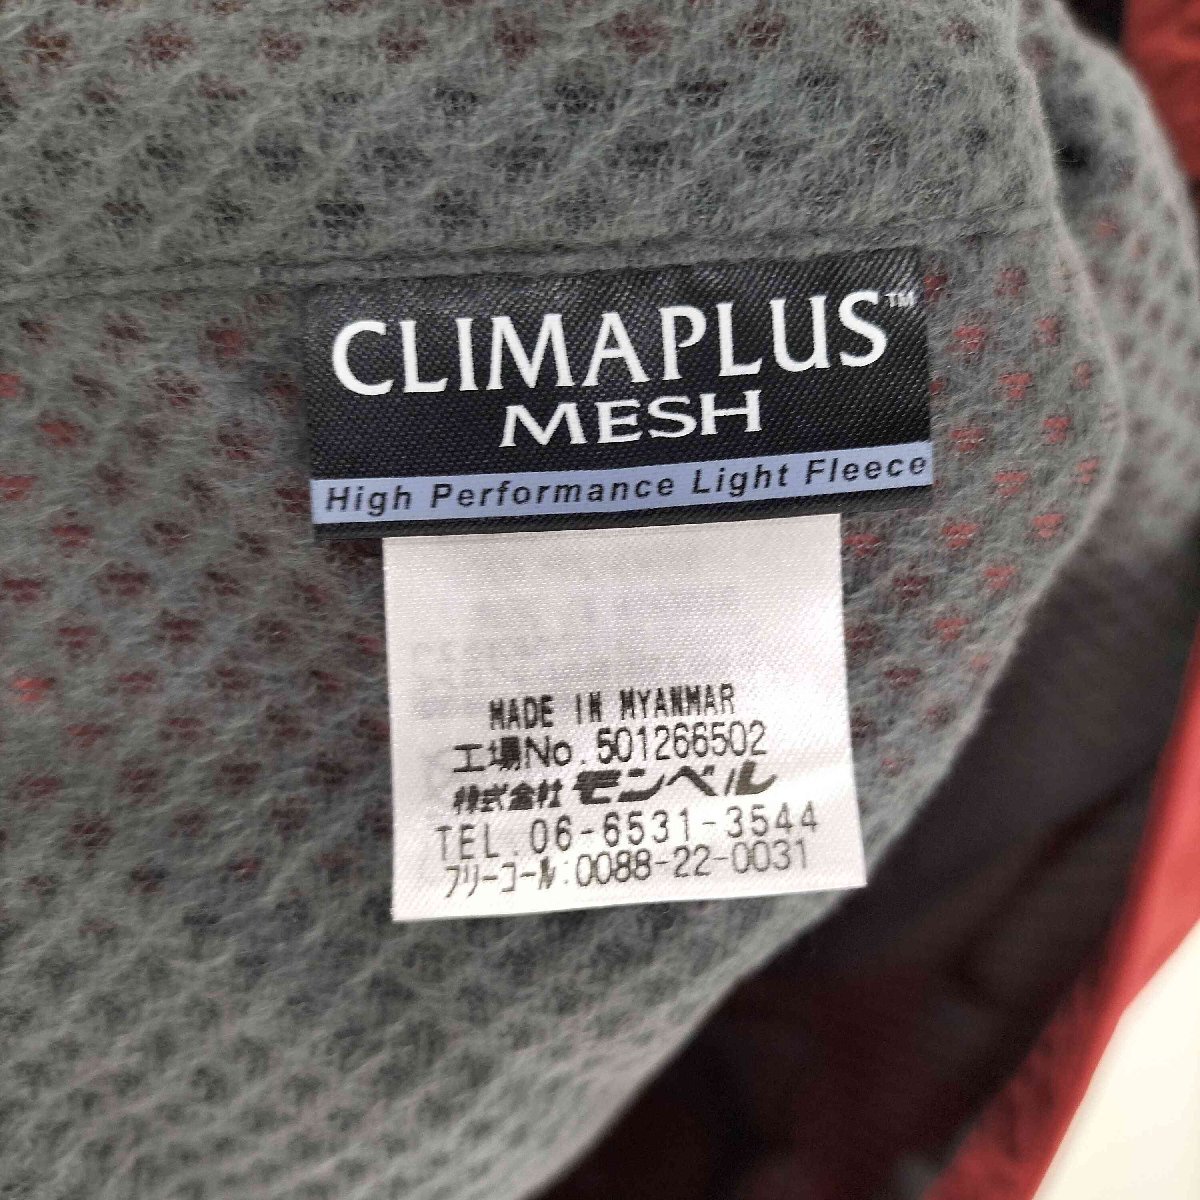 CLIMAPLUS™
MESH
High Performance Light Fleece
MADE IN MYANMAR
工場No.501266502
株式会社モンベル
TEL.06-6531-3544
フリーコール:0088-22-0031